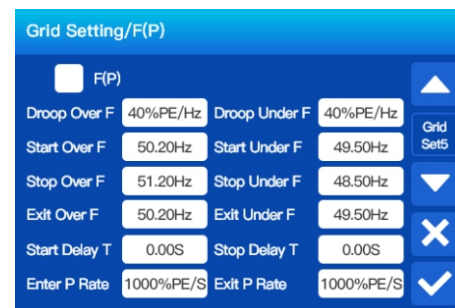 Grid Setting/F(P)
F(P)
Droop Over F 40%PE/Hz Droop Under F 40%PE/Hz
Start Over F 50.20Hz Start Under F 49.50Hz
Stop Over F 51.20Hz Stop Under F 48.50Hz
Exit Over F 50.20Hz Exit Under F 49.50Hz
Start Delay T 0.00S Stop Delay T 0.00S
Enter P Rate 1000%PE/S Exit P Rate 1000%PE/S
Grid
Set5